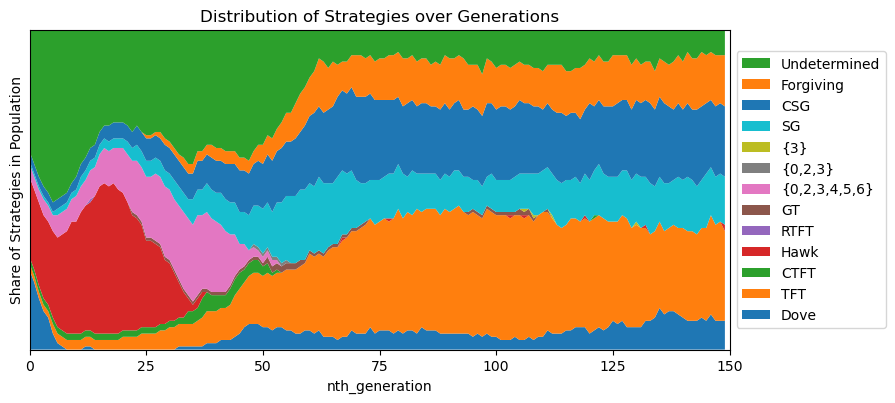 Distribution of Strategies over Generations
Share of Strategies in Population
0
25
50
75
100
125
150
nth_generation
Undetermined
Forgiving
CSG
SG
{3}
{0,2,3}
{0,2,3,4,5,6}
GT
RTFT
Hawk
CTFT
TFT
Dove